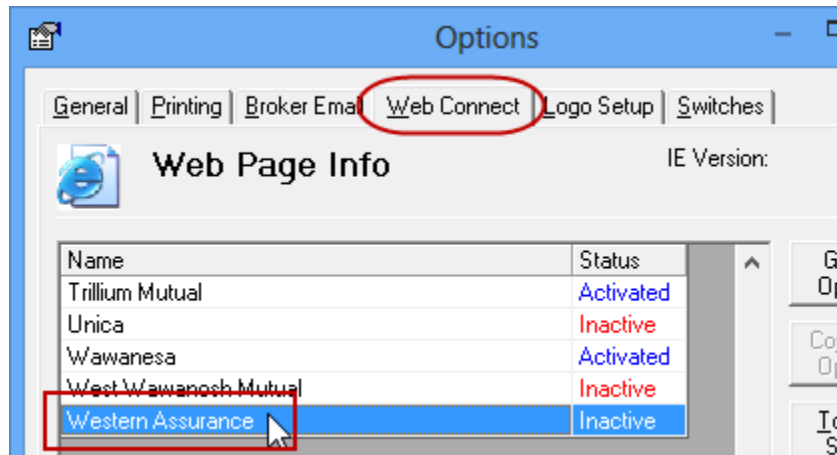 Options
General Printing Broker Email Web Connect Logo Setup Switches
Web Page Info
IE Version:
Name Status
Trillium Mutual Activated
Unica Inactive
Wawanesa Activated
West Wawanosh Mutual Inactive
Western Assurance Inactive